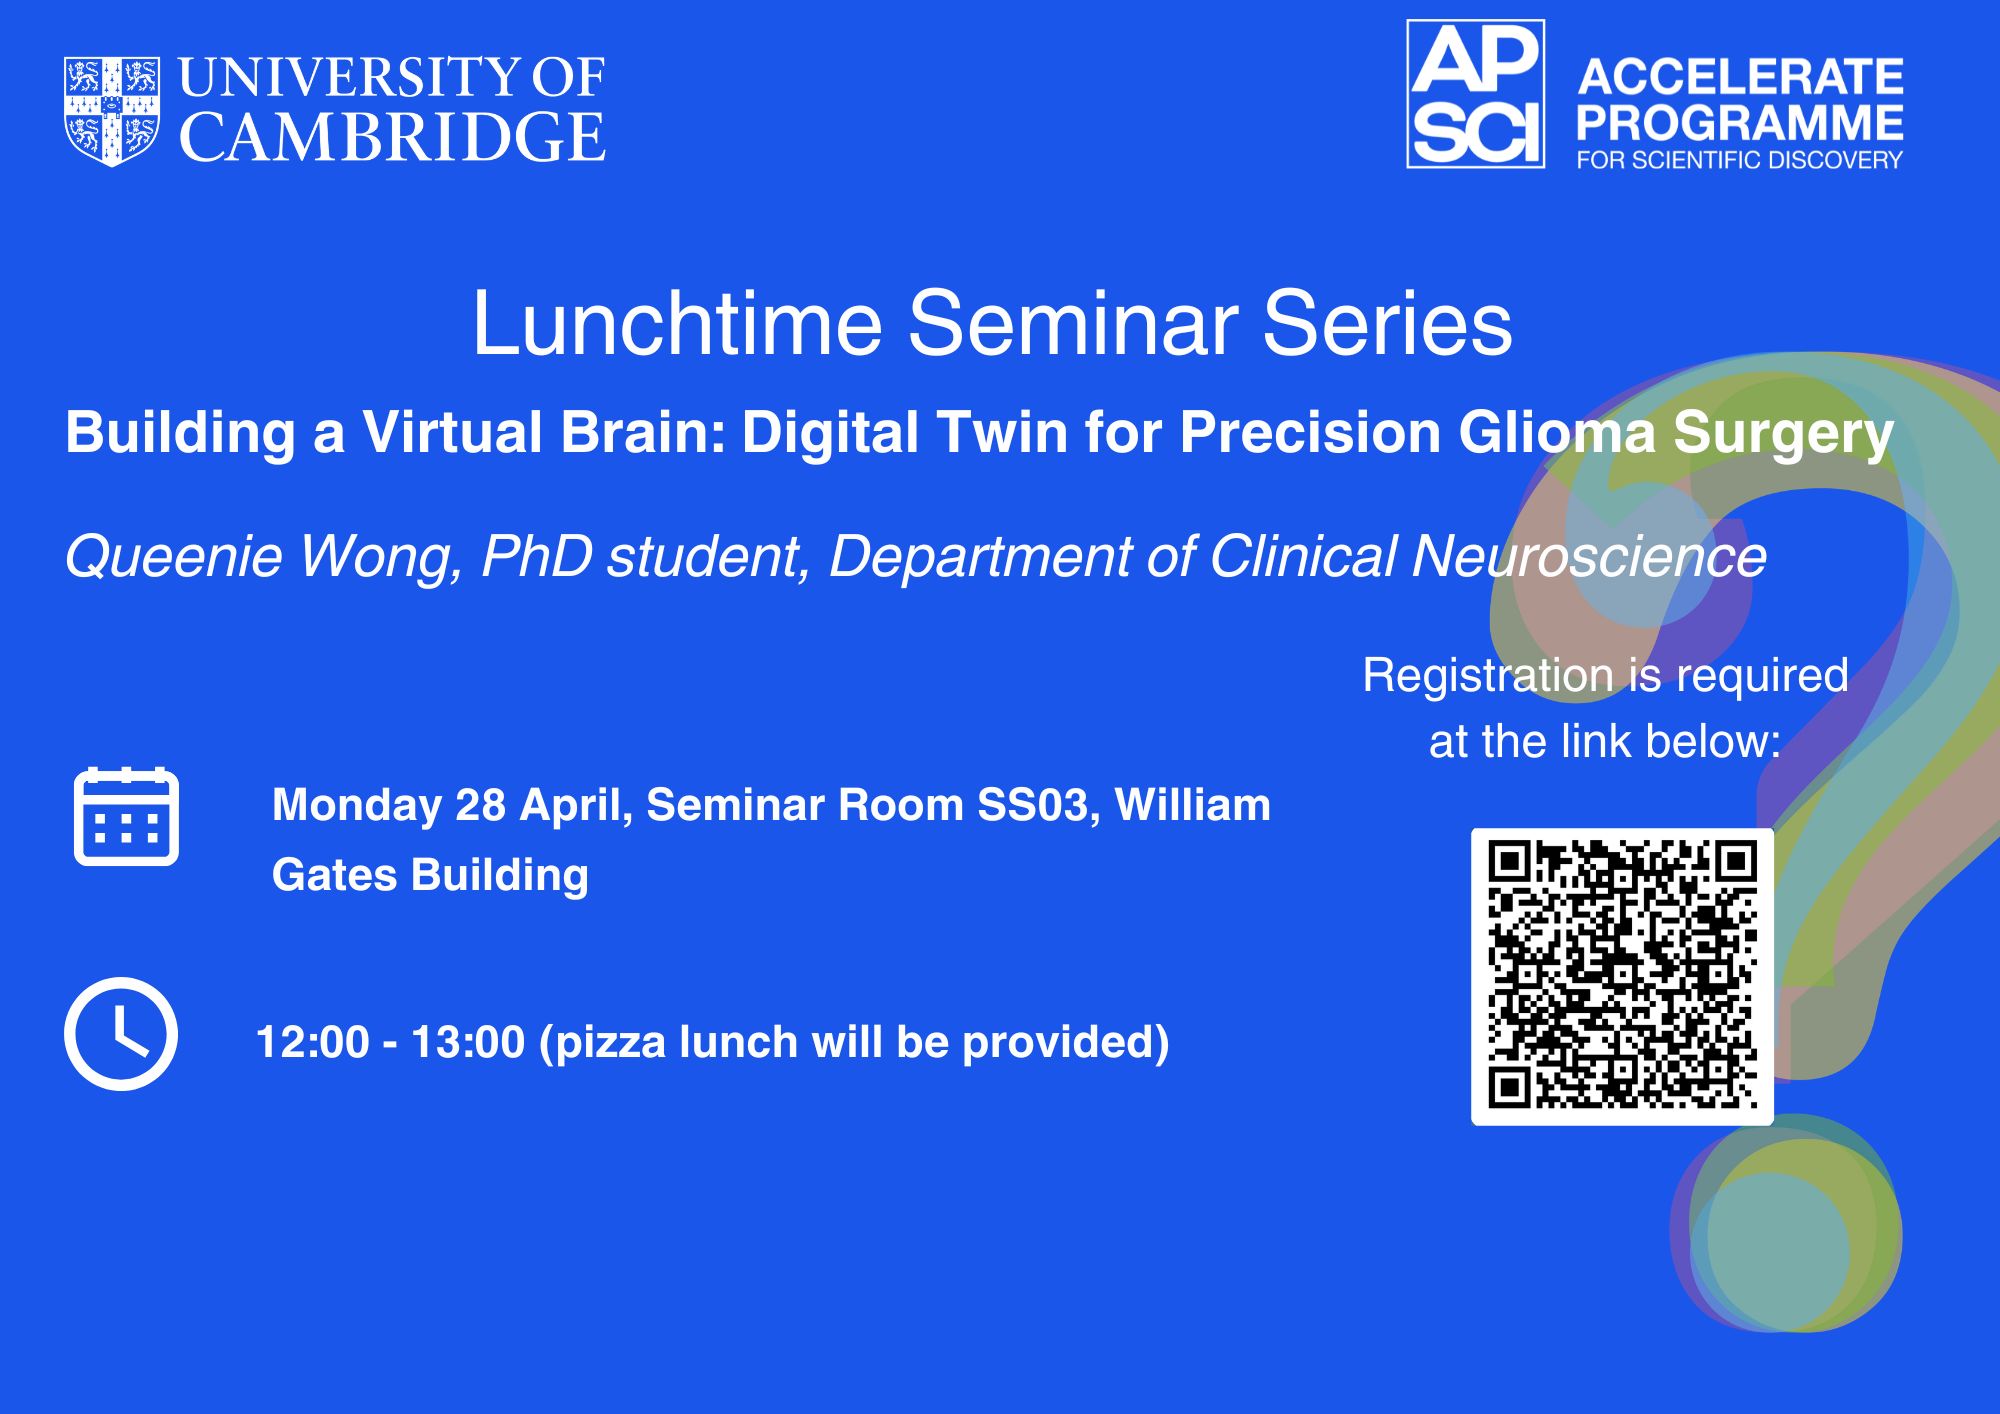 UNIVERSITY OF
CAMBRIDGE
AP
SCI
ACCELERATE
PROGRAMME
FOR SCIENTIFIC DISCOVERY
Lunchtime Seminar Series
Building a Virtual Brain: Digital Twin for Precision Glioma Surgery
Queenie Wong, PhD student, Department of Clinical Neuroscience
Registration is required
at the link below:
Monday 28 April, Seminar Room SS03, William
Gates Building
12:00 - 13:00 (pizza lunch will be provided)